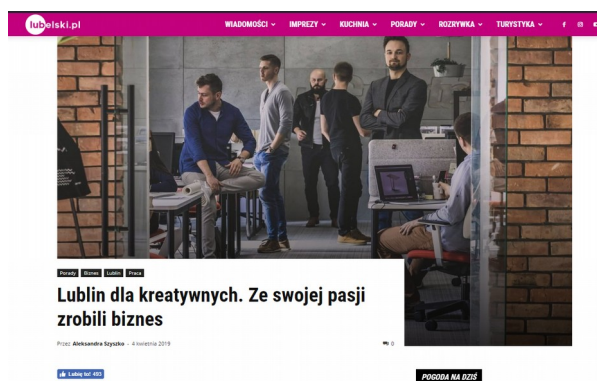 lubelski.pl
WIADOMOŚCI IMPREZY KUCHNIA PORADY ROZRYWKA TURYSTYKA
Porady Biznes Lublin Praca
Lublin dla kreatywnych. Ze swojej pasji
zrobili biznes
Przez Aleksandra Szyszko - 4 kwietnia 2019 0
Lubię to! 493
POGODA NA DZIŚ